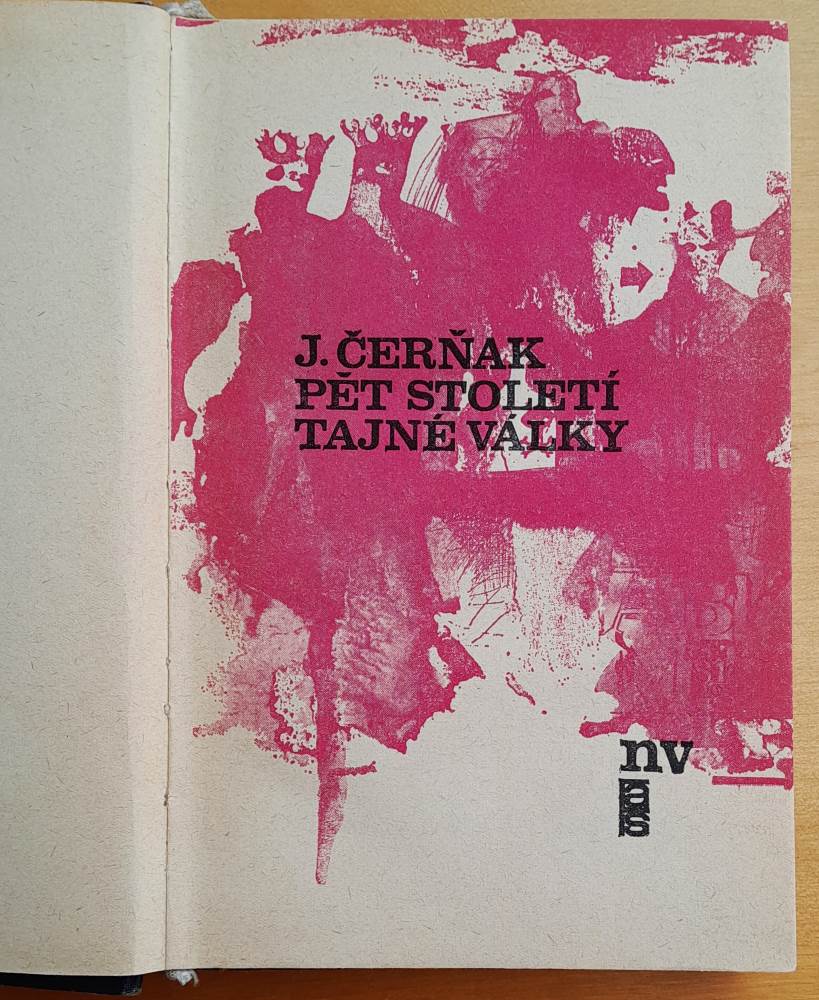 J. ČERŇAK
PĚT STOLETÍ
TAJNÉ VÁLKY
nv